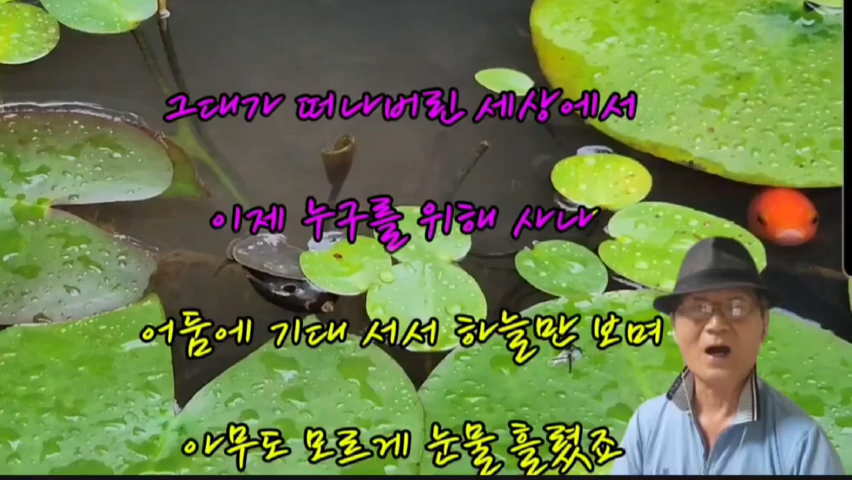 그대가 떠나버린 세상에서
이제 누구를 위해 사나
어둠에 기대 서서 하늘만 보며
아무도 모르게 눈물 흘렸죠